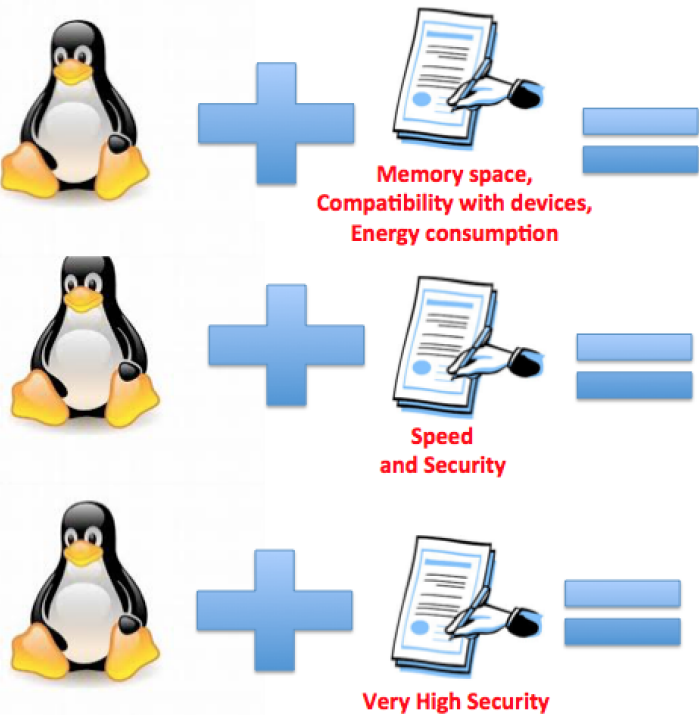 Memory space,
Compatibility with devices,
Energy consumption
Speed
and Security
Very High Security